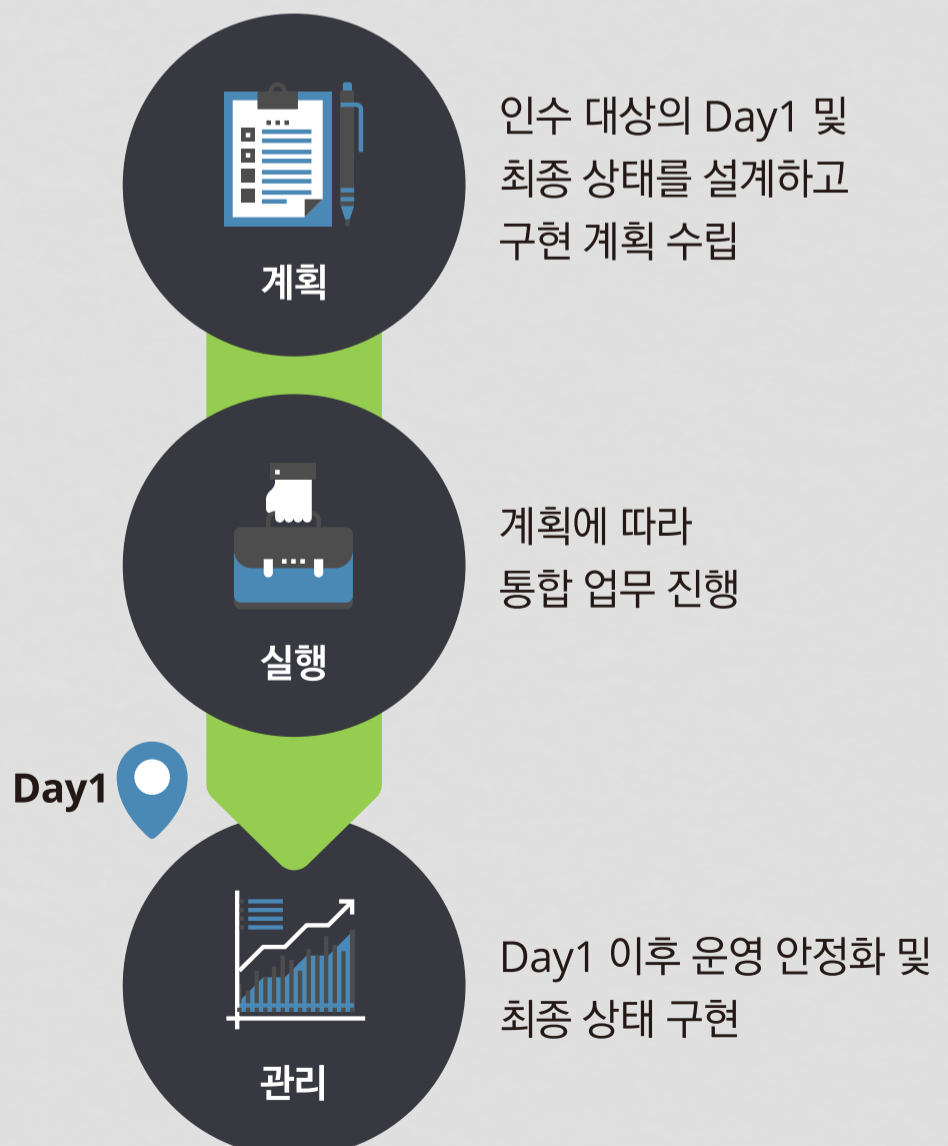 계획
인수 대상의 Day1 및
최종 상태를 설계하고
구현 계획 수립
실행
계획에 따라
통합 업무 진행
Day1
관리
Day1 이후 운영 안정화 및
최종 상태 구현